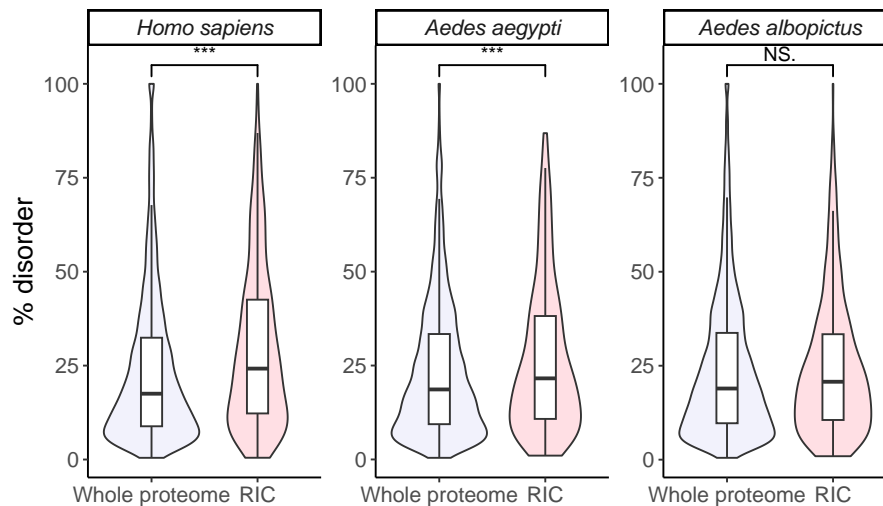 Homo sapiens
Aedes aegypti
Aedes albopictus
***
***
NS.
100
100
100
75
75
75
50
50
50
25
25
25
0
0
0
% disorder
Whole proteome RIC
Whole proteome RIC
Whole proteome RIC